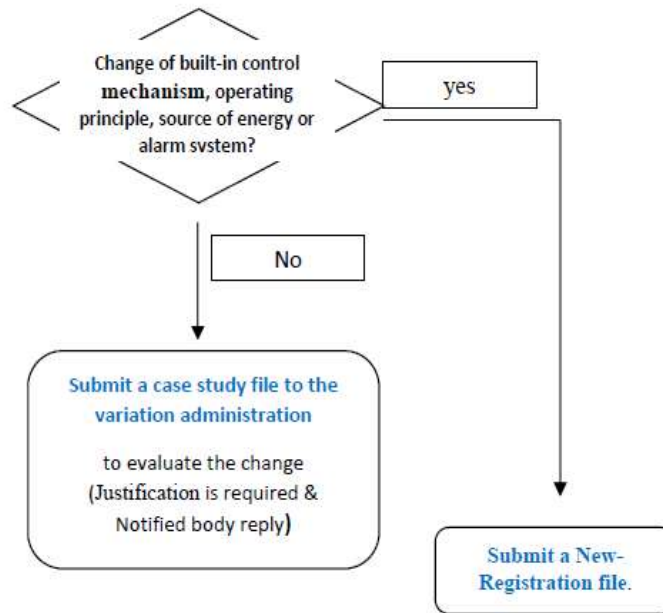 Change of built-in control
mechanism, operating
principle, source of energy or
alarm system?
yes
No
Submit a case study file to the
variation administration
to evaluate the change
(Justification is required &
Notified body reply)
Submit a New-
Registration file.